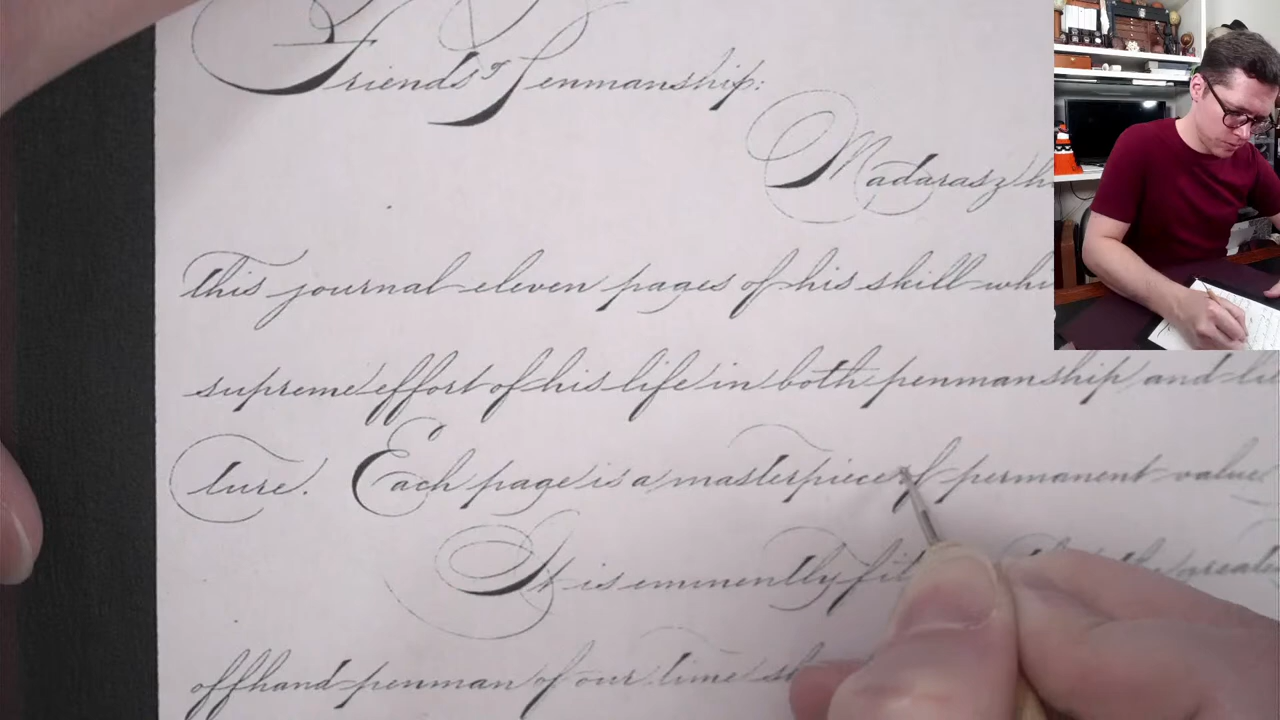 Friends of Penmanship:
Madarasz
this journal eleven pages of his skill
supreme effort of his life in both penmanship and
ture. Each page is a masterpiece of permanent value
It is eminently the
offhand penman of our time